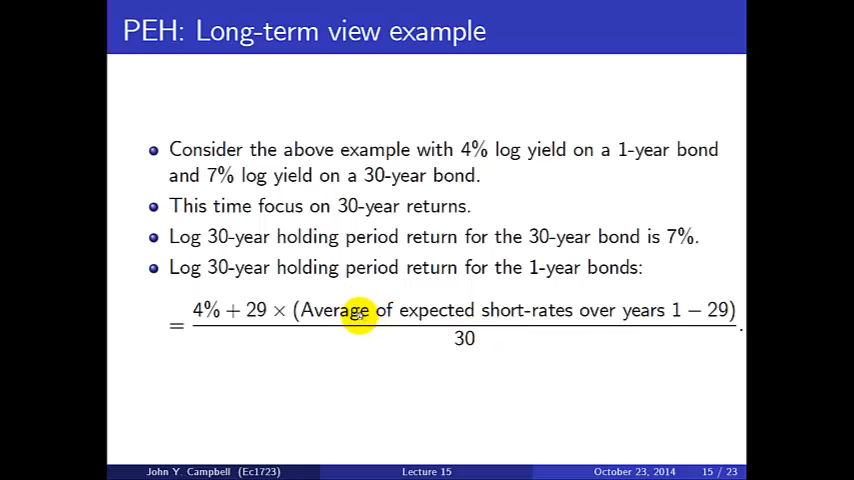 PEH: Long-term view example
Consider the above example with 4% log yield on a 1-year bond
and 7% log yield on a 30-year bond.
This time focus on 30-year returns.
Log 30-year holding period return for the 30-year bond is 7%.
Log 30-year holding period return for the 1-year bonds:
4% + 29 × (Average of expected short-rates over years 1 − 29)
=
30
.
John Y. Campbell (Ec1723) Lecture 15 October 23, 2014 15 / 23